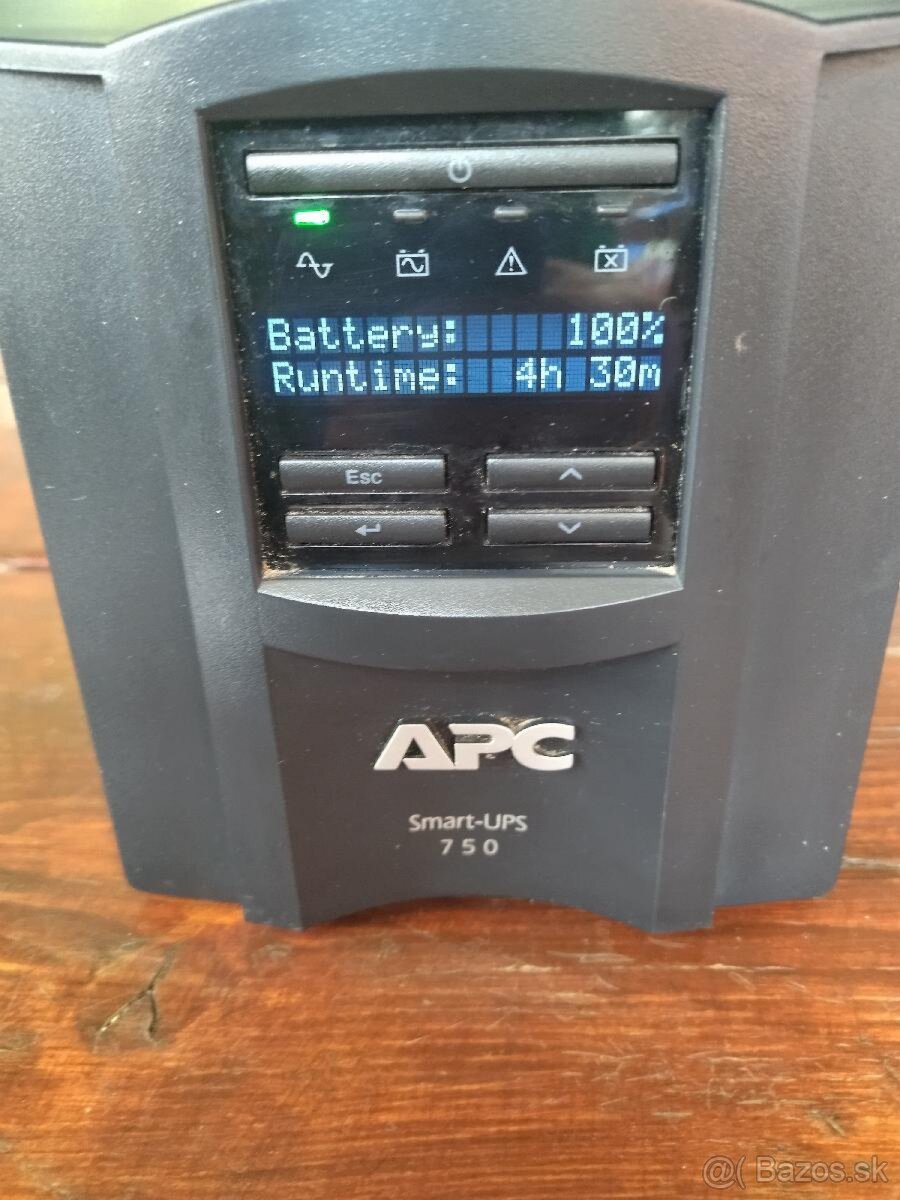 Battery: 100%
Runtime: 4h 30m
Esc
APC
Smart-UPS
750
@( Bazos.sk